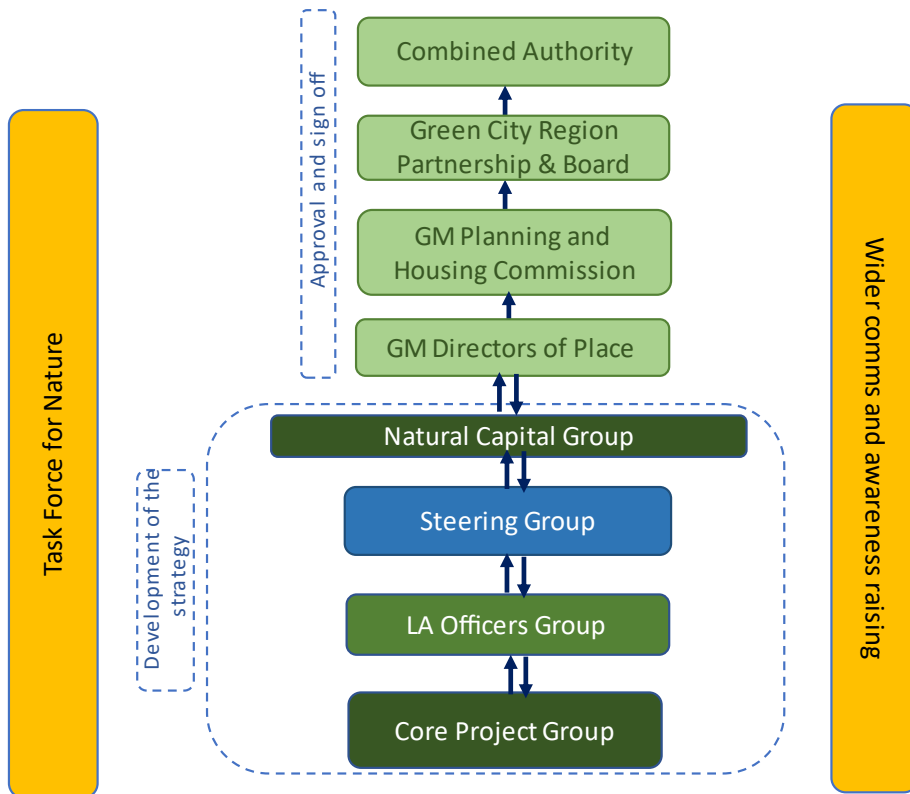 Combined Authority
Green City Region
Partnership & Board
GM Planning and
Housing Commission
GM Directors of Place
Natural Capital Group
Steering Group
LA Officers Group
Core Project Group
Approval and sign off
Development of the
strategy
Task Force for Nature
Wider comms and awareness raising